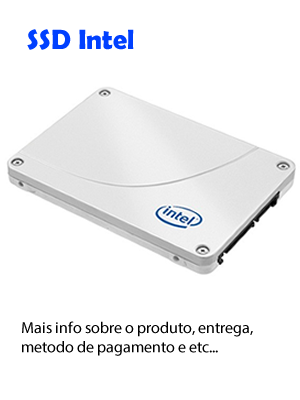 SSD Intel
intel
Mais info sobre o produto, entrega,
metodo de pagamento e etc...